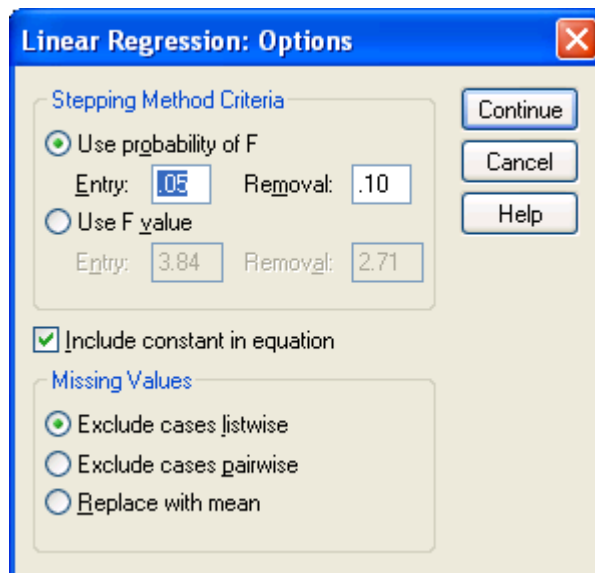 Linear Regression: Options
Stepping Method Criteria
Use probability of F
Entry: .05 Removal: .10
Use F value
Entry: 3.84 Removal: 2.71
Include constant in equation
Missing Values
Exclude cases listwise
Exclude cases pairwise
Replace with mean
Continue
Cancel
Help